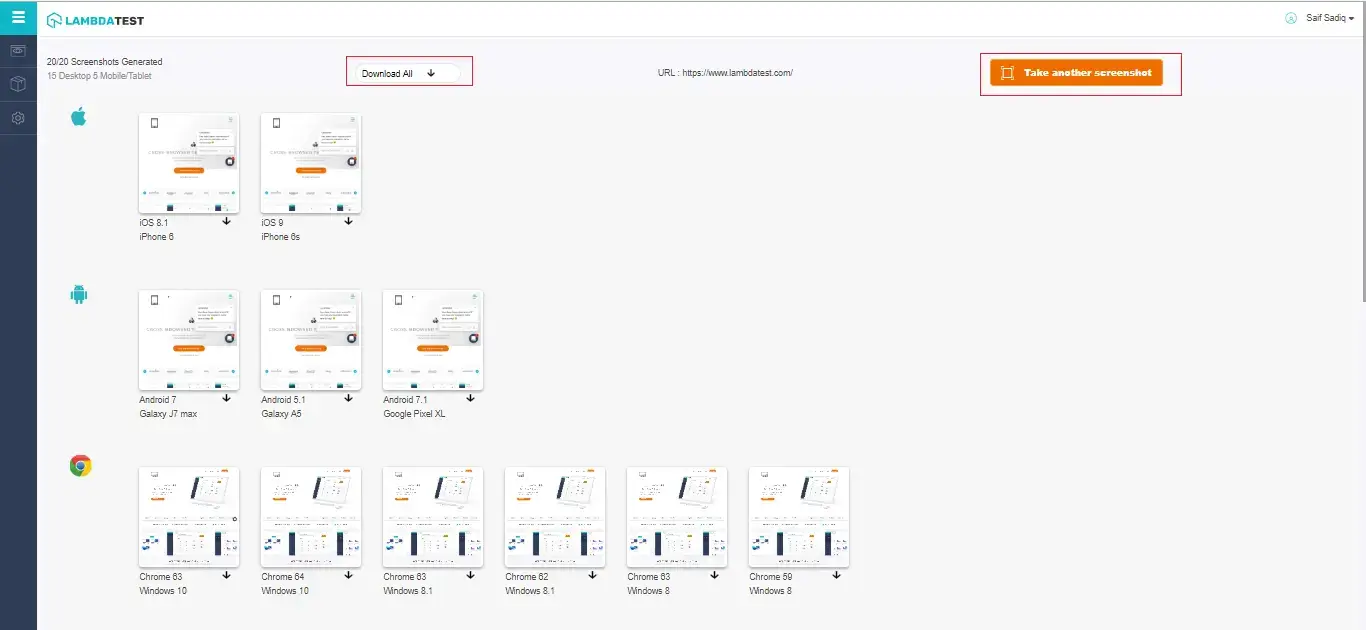 LAMBDATEST
Saif Sadiq
20/20 Screenshots Generated
15 Desktop 5 Mobile/Tablet
Download All
URL : https://www.lambdatest.com/
Take another screenshot
iOS 8.1
iPhone 6
iOS 9
iPhone 6s
Android 7
Galaxy J7 max
Android 5.1
Galaxy A5
Android 7.1
Google Pixel XL
Chrome 63
Windows 10
Chrome 64
Windows 10
Chrome 63
Windows 8.1
Chrome 62
Windows 8.1
Chrome 63
Windows 8
Chrome 59
Windows 8